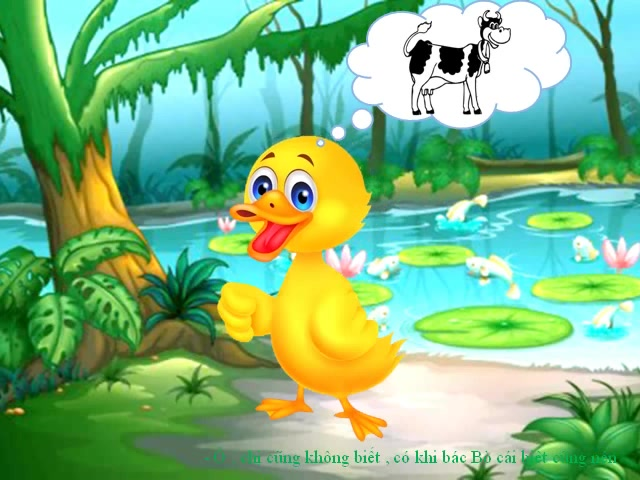 - Ồ , chị cũng không biết , có khi bác Bò cái biết cũng nên